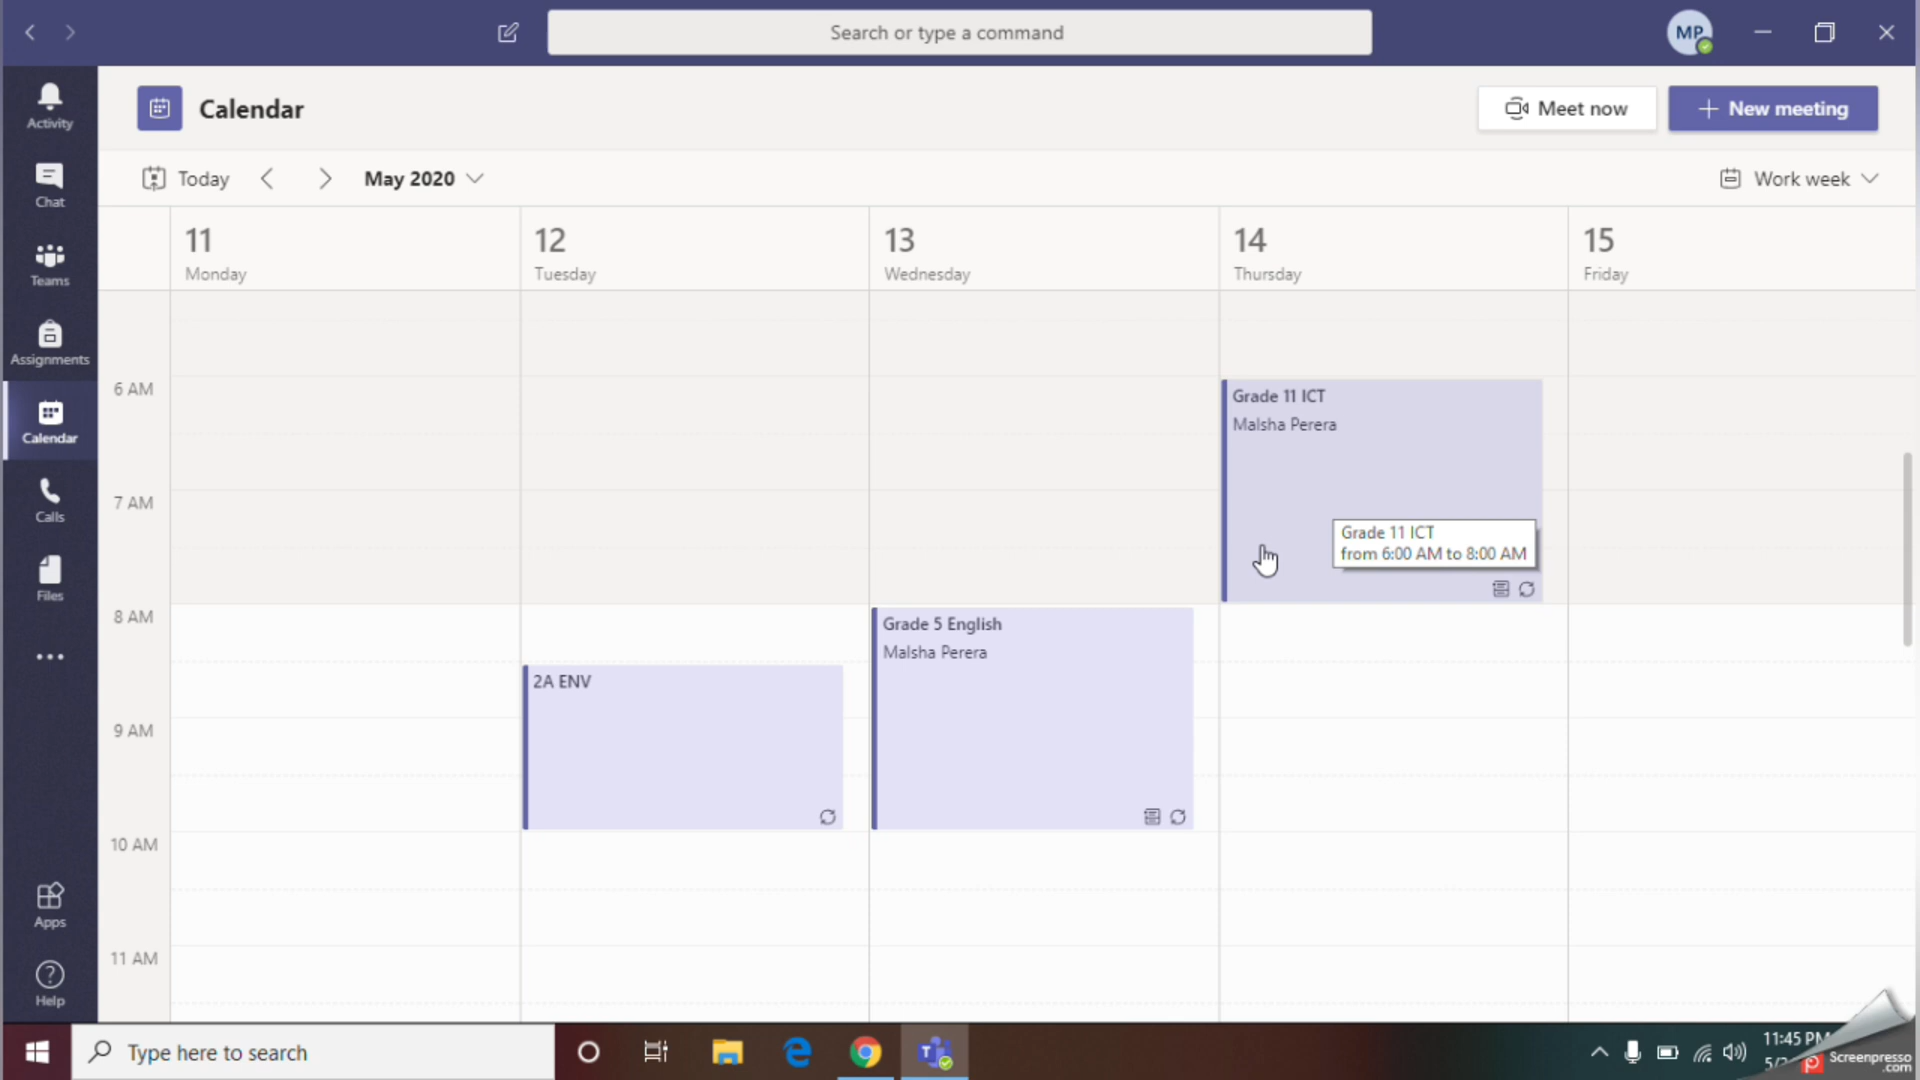 Search or type a command
MP
Activity
Chat
Teams
Assignments
Calendar
Calls
Files
Apps
Help
Calendar
Meet now
New meeting
Today
May 2020
Work week
11
Monday
12
Tuesday
13
Wednesday
14
Thursday
15
Friday
6 AM
7 AM
8 AM
9 AM
10 AM
11 AM
Grade 11 ICT
Malsha Perera
Grade 11 ICT
from 6:00 AM to 8:00 AM
Grade 5 English
Malsha Perera
2A ENV
Type here to search
11:45 PM
Screenpresso
.com